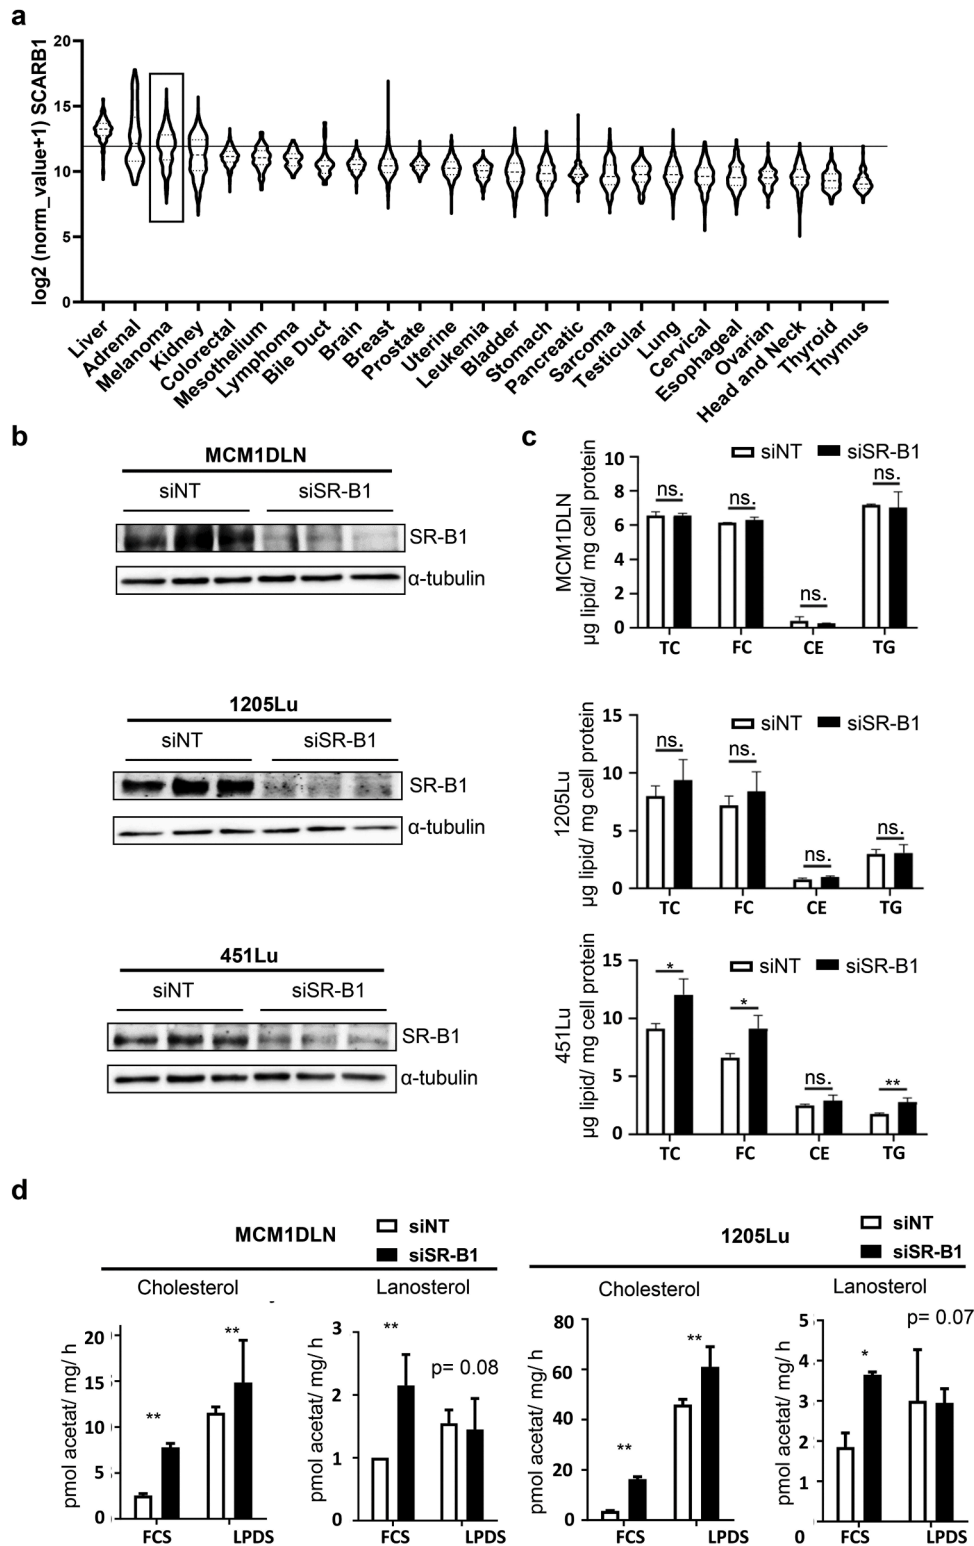 a
log2 (norm_value+1) SCARB1
20
15
10
5
0
Liver
Adrenal
Melanoma
Kidney
Colorectal
Mesothelium
Lymphoma
Bile Duct
Brain
Breast
Prostate
Uterine
Leukemia
Bladder
Stomach
Pancreatic
Sarcoma
Testicular
Lung
Cervical
Esophageal
Ovarian
Head and Neck
Thyroid
Thymus
b
MCM1DLN
siNT siSR-B1
SR-B1
α-tubulin
1205Lu
siNT siSR-B1
SR-B1
α-tubulin
451Lu
siNT siSR-B1
SR-B1
α-tubulin
c
siNT siSR-B1
MCM1DLN
µg lipid/ mg cell protein
10
8
6
4
2
0
ns. ns. ns. ns.
TC FC CE TG
siNT siSR-B1
1205Lu
µg lipid/ mg cell protein
15
10
5
0
ns. ns. ns. ns.
TC FC CE TG
siNT siSR-B1
451Lu
µg lipid/ mg cell protein
15
10
5
0
* * ns. **
TC FC CE TG
d
MCM1DLN
siNT
siSR-B1
Cholesterol
pmol acetat/ mg/ h
20
15
10
5
0
** **
FCS LPDS
Lanosterol
pmol acetat/ mg/ h
3
2
1
0
** p= 0.08
FCS LPDS
1205Lu
siNT
siSR-B1
Cholesterol
pmol acetat/ mg/ h
80
60
40
20
0
** **
FCS LPDS
Lanosterol
pmol acetat/ mg/ h
5
4
3
2
1
0
* p= 0.07
FCS LPDS